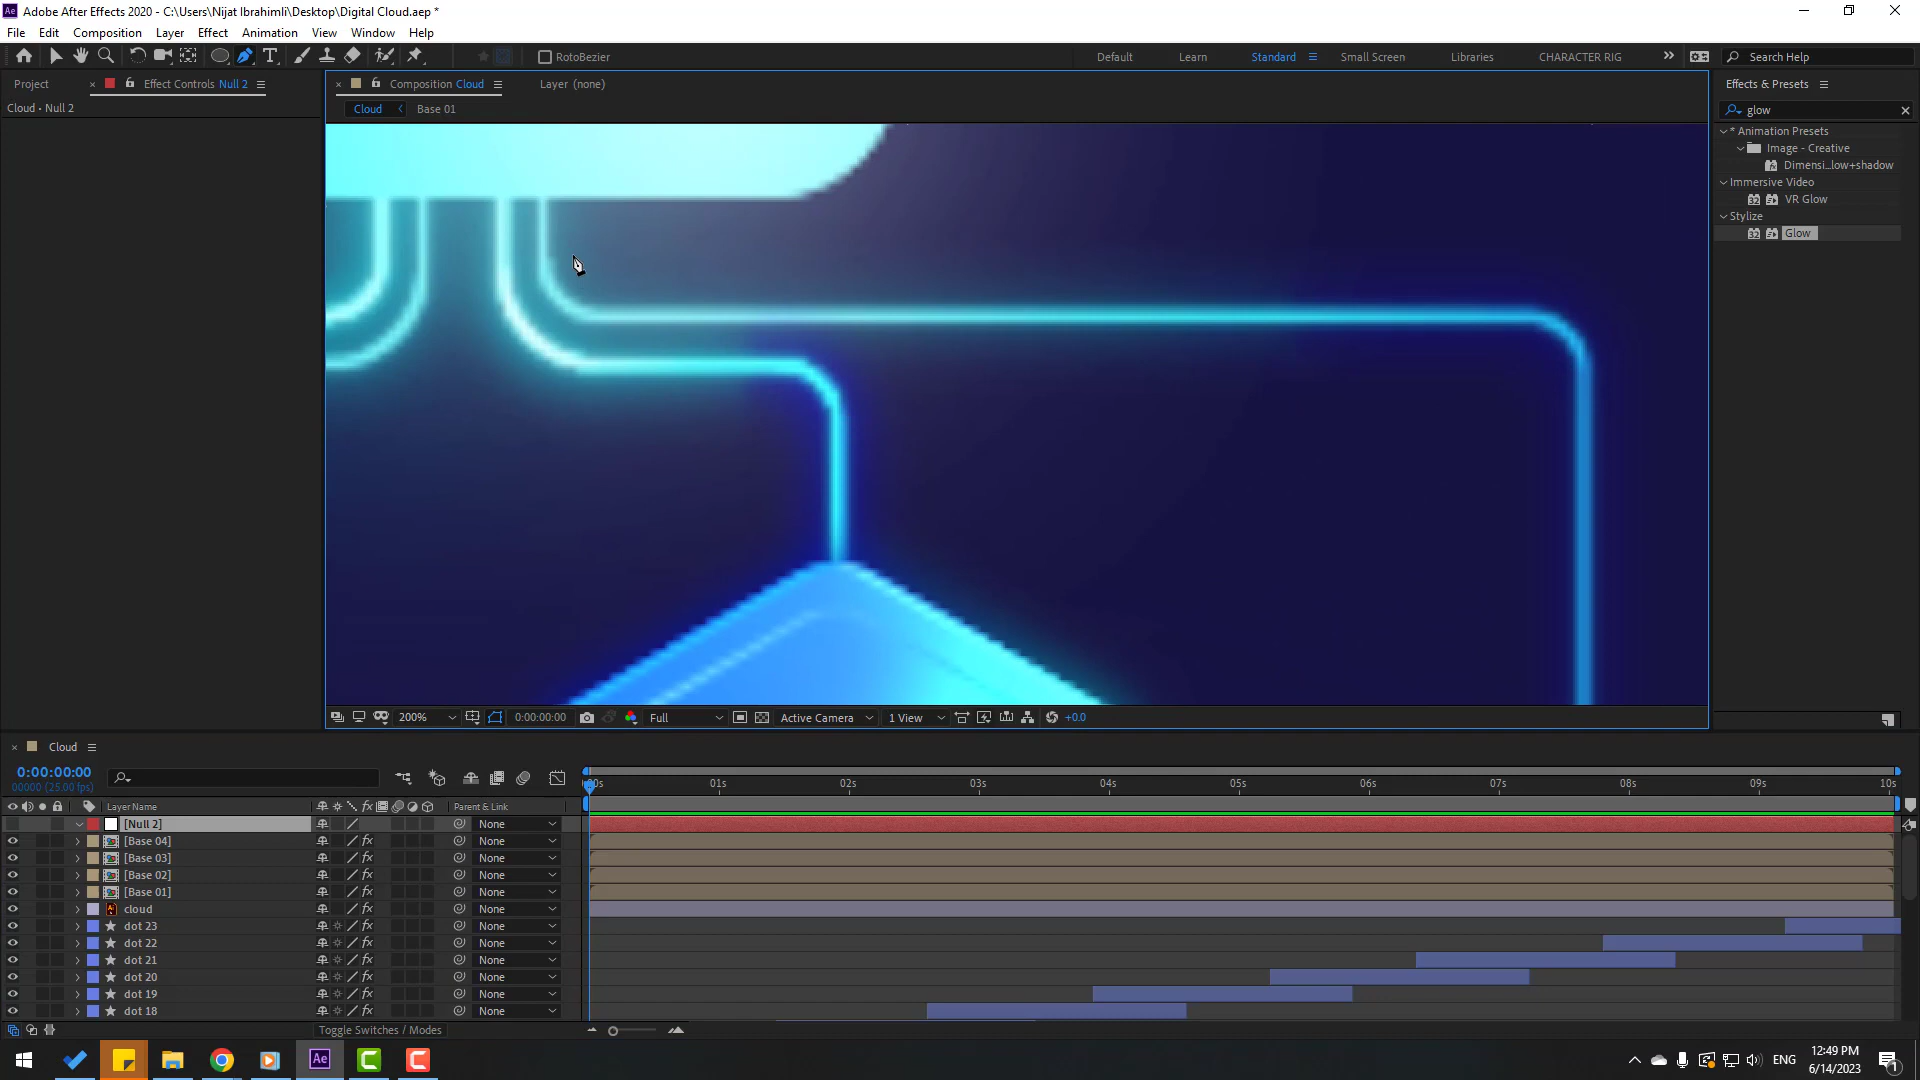 Adobe After Effects 2020 - C:\Users\Nijat Ibrahimli\Desktop\Digital Cloud.aep *
File Edit Composition Layer Effect Animation View Window Help
RotoBezier Default Learn Standard Small Screen Libraries CHARACTER RIG Search Help
Project Effect Controls Null 2 Composition Cloud Layer (none) Effects & Presets
Cloud • Null 2 Cloud Base 01 glow
* Animation Presets
Image - Creative
Dimensi...low+shadow
Immersive Video
VR Glow
Stylize
Glow
200% 0:00:00:00 Full Active Camera 1 View +0.0
Cloud
0:00:00:00
00000 (25.00 fps)
00s 01s 02s 03s 04s 05s 06s 07s 08s 09s 10s
Layer Name Parent & Link
[Null 2] None
[Base 04] None
[Base 03] None
[Base 02] None
[Base 01] None
cloud None
dot 23 None
dot 22 None
dot 21 None
dot 20 None
dot 19 None
dot 18 None
Toggle Switches / Modes
ENG 12:49 PM
6/14/2023
1